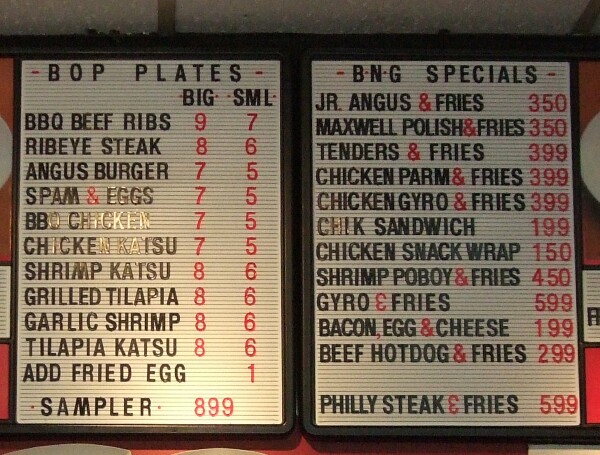 -BOP PLATES-
BIG SML
BBQ BEEF RIBS 9 7
RIBEYE STEAK 8 6
ANGUS BURGER 7 5
SPAM & EGGS 7 5
BBQ CHICKEN 7 5
CHICKEN KATSU 7 5
SHRIMP KATSU 8 6
GRILLED TILAPIA 8 6
GARLIC SHRIMP 8 6
TILAPIA KATSU 8 6
ADD FRIED EGG 1
·SAMPLER· 899
-B·N·G SPECIALS-
JR. ANGUS & FRIES 350
MAXWELL POLISH & FRIES 350
TENDERS & FRIES 399
CHICKEN PARM & FRIES 399
CHICKEN GYRO & FRIES 399
CHIK SANDWICH 199
CHICKEN SNACK WRAP 150
SHRIMP POBOY & FRIES 450
GYRO & FRIES 599
BACON, EGG & CHEESE 199
BEEF HOTDOG & FRIES 299
PHILLY STEAK & FRIES 599